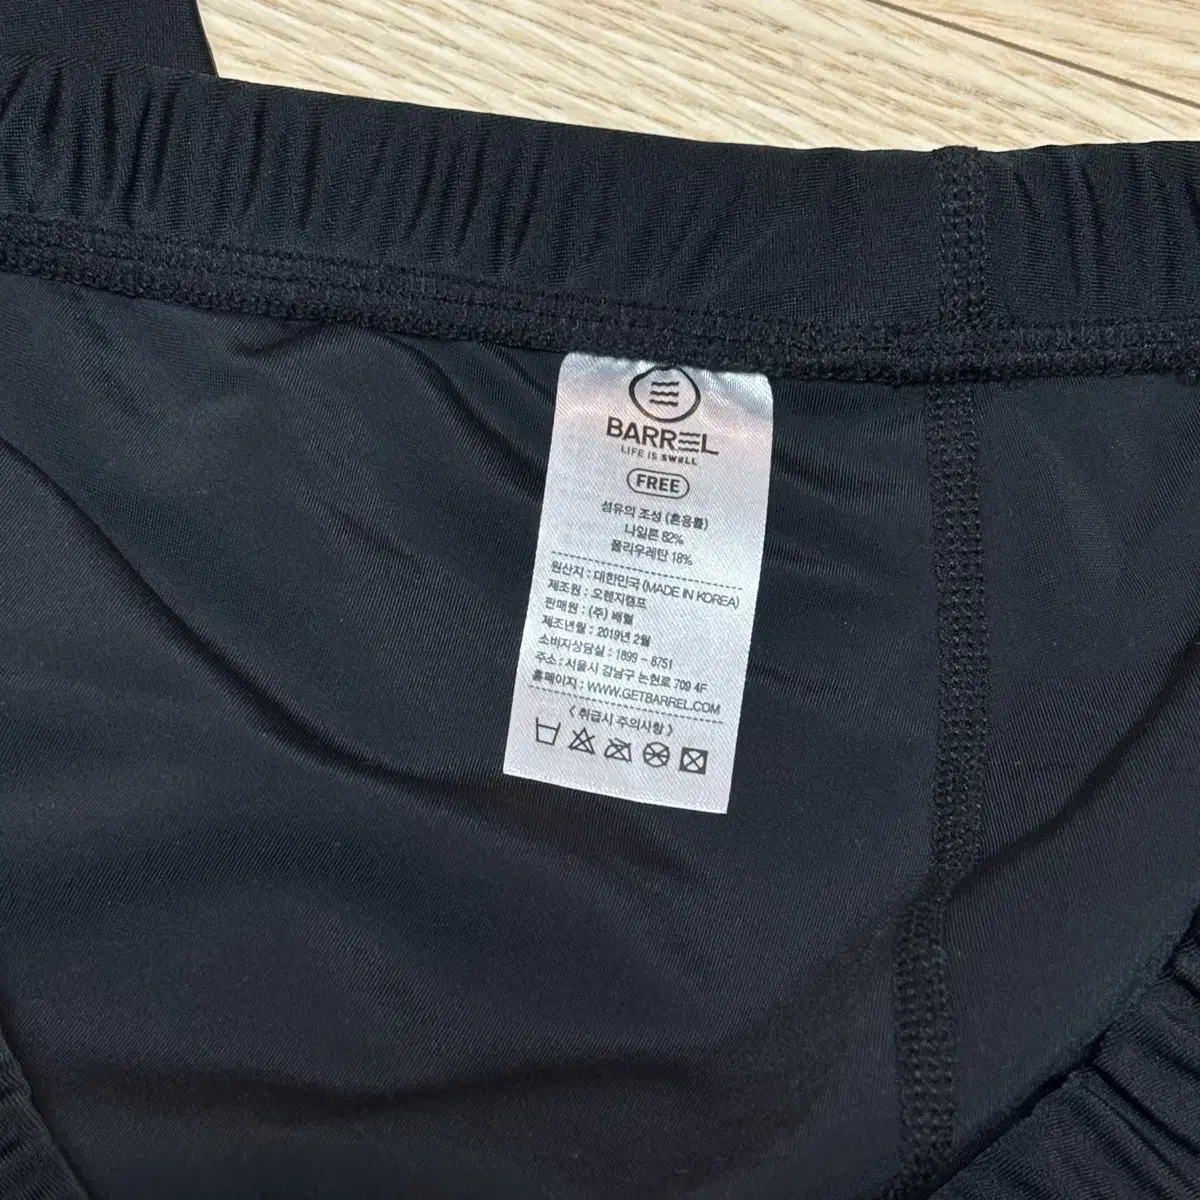 BARREL
LIFE IS SWELL
FREE
섬유의 조성 (혼용률)
나일론 82%
폴리우레탄 18%
원산지 : 대한민국 (MADE IN KOREA)
제조원 : 오렌지캠프
판매원 : (주) 배럴
제조년월 : 2019년 2월
소비자상담실 : 1899 - 8751
주소 : 서울시 강남구 논현로 709 4F
홈페이지 : WWW.GETBARREL.COM
< 취급시 주의사항 >